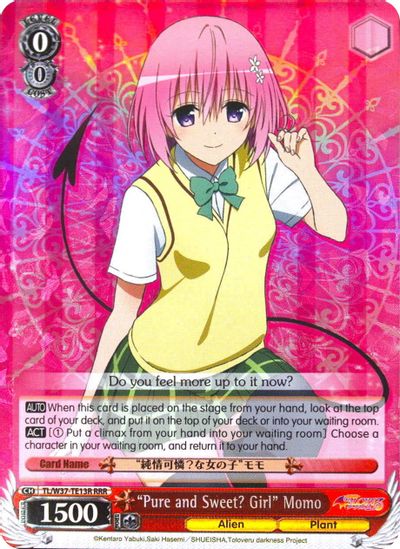 0
0
Do you feel more up to it now?
AUTO When this card is placed on the stage from your hand, look at the top
card of your deck, and put it on the top of your deck or into your waiting room.
ACT [① Put a climax from your hand into your waiting room] Choose a
character in your waiting room, and return it to your hand.
Card Name “純情可憐?な女の子”モモ
CH TL/W37-TE13R RRR
1500 “Pure and Sweet? Girl” Momo
Alien Plant
©Kentaro Yabuki,Saki Hasemi／SHUEISHA,Toloveru darkness Project